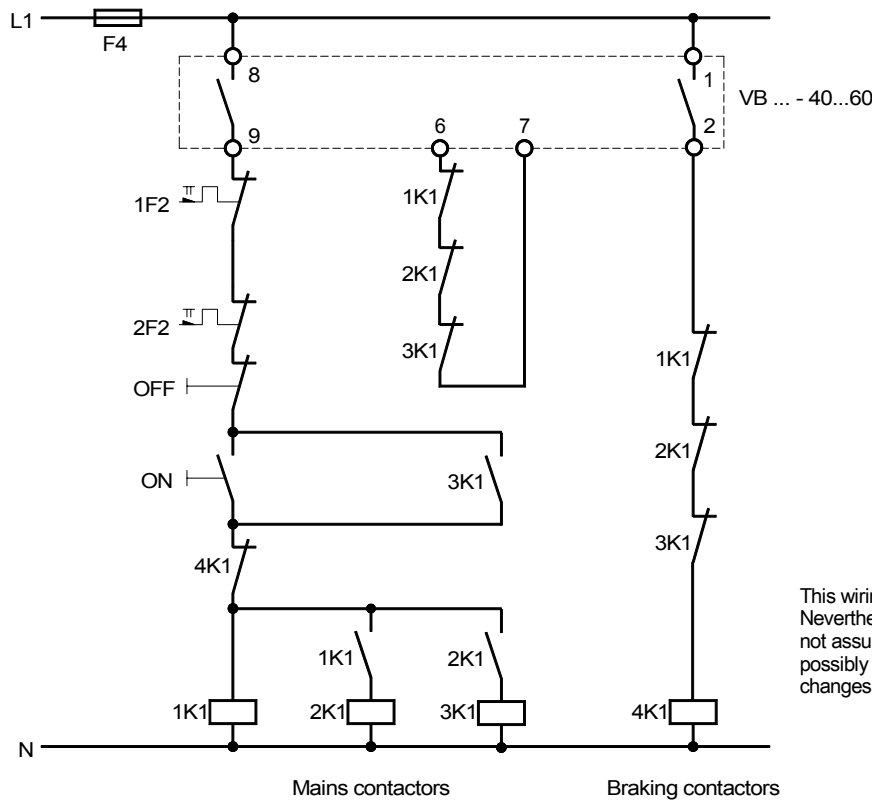 L1
F4
8
1
VB ... - 40...60
9
6
7
2
1F2
1K1
2K1
2F2
3K1
1K1
OFF
2K1
ON
3K1
3K1
4K1
This wirin
Neverthe
not assu
possibly
changes
1K1
2K1
1K1
2K1
3K1
4K1
N
Mains contactors
Braking contactors